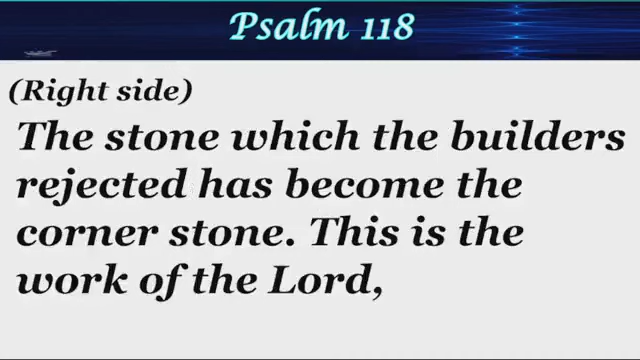 Psalm 118
(Right side)
The stone which the builders
rejected has become the
corner stone. This is the
work of the Lord,